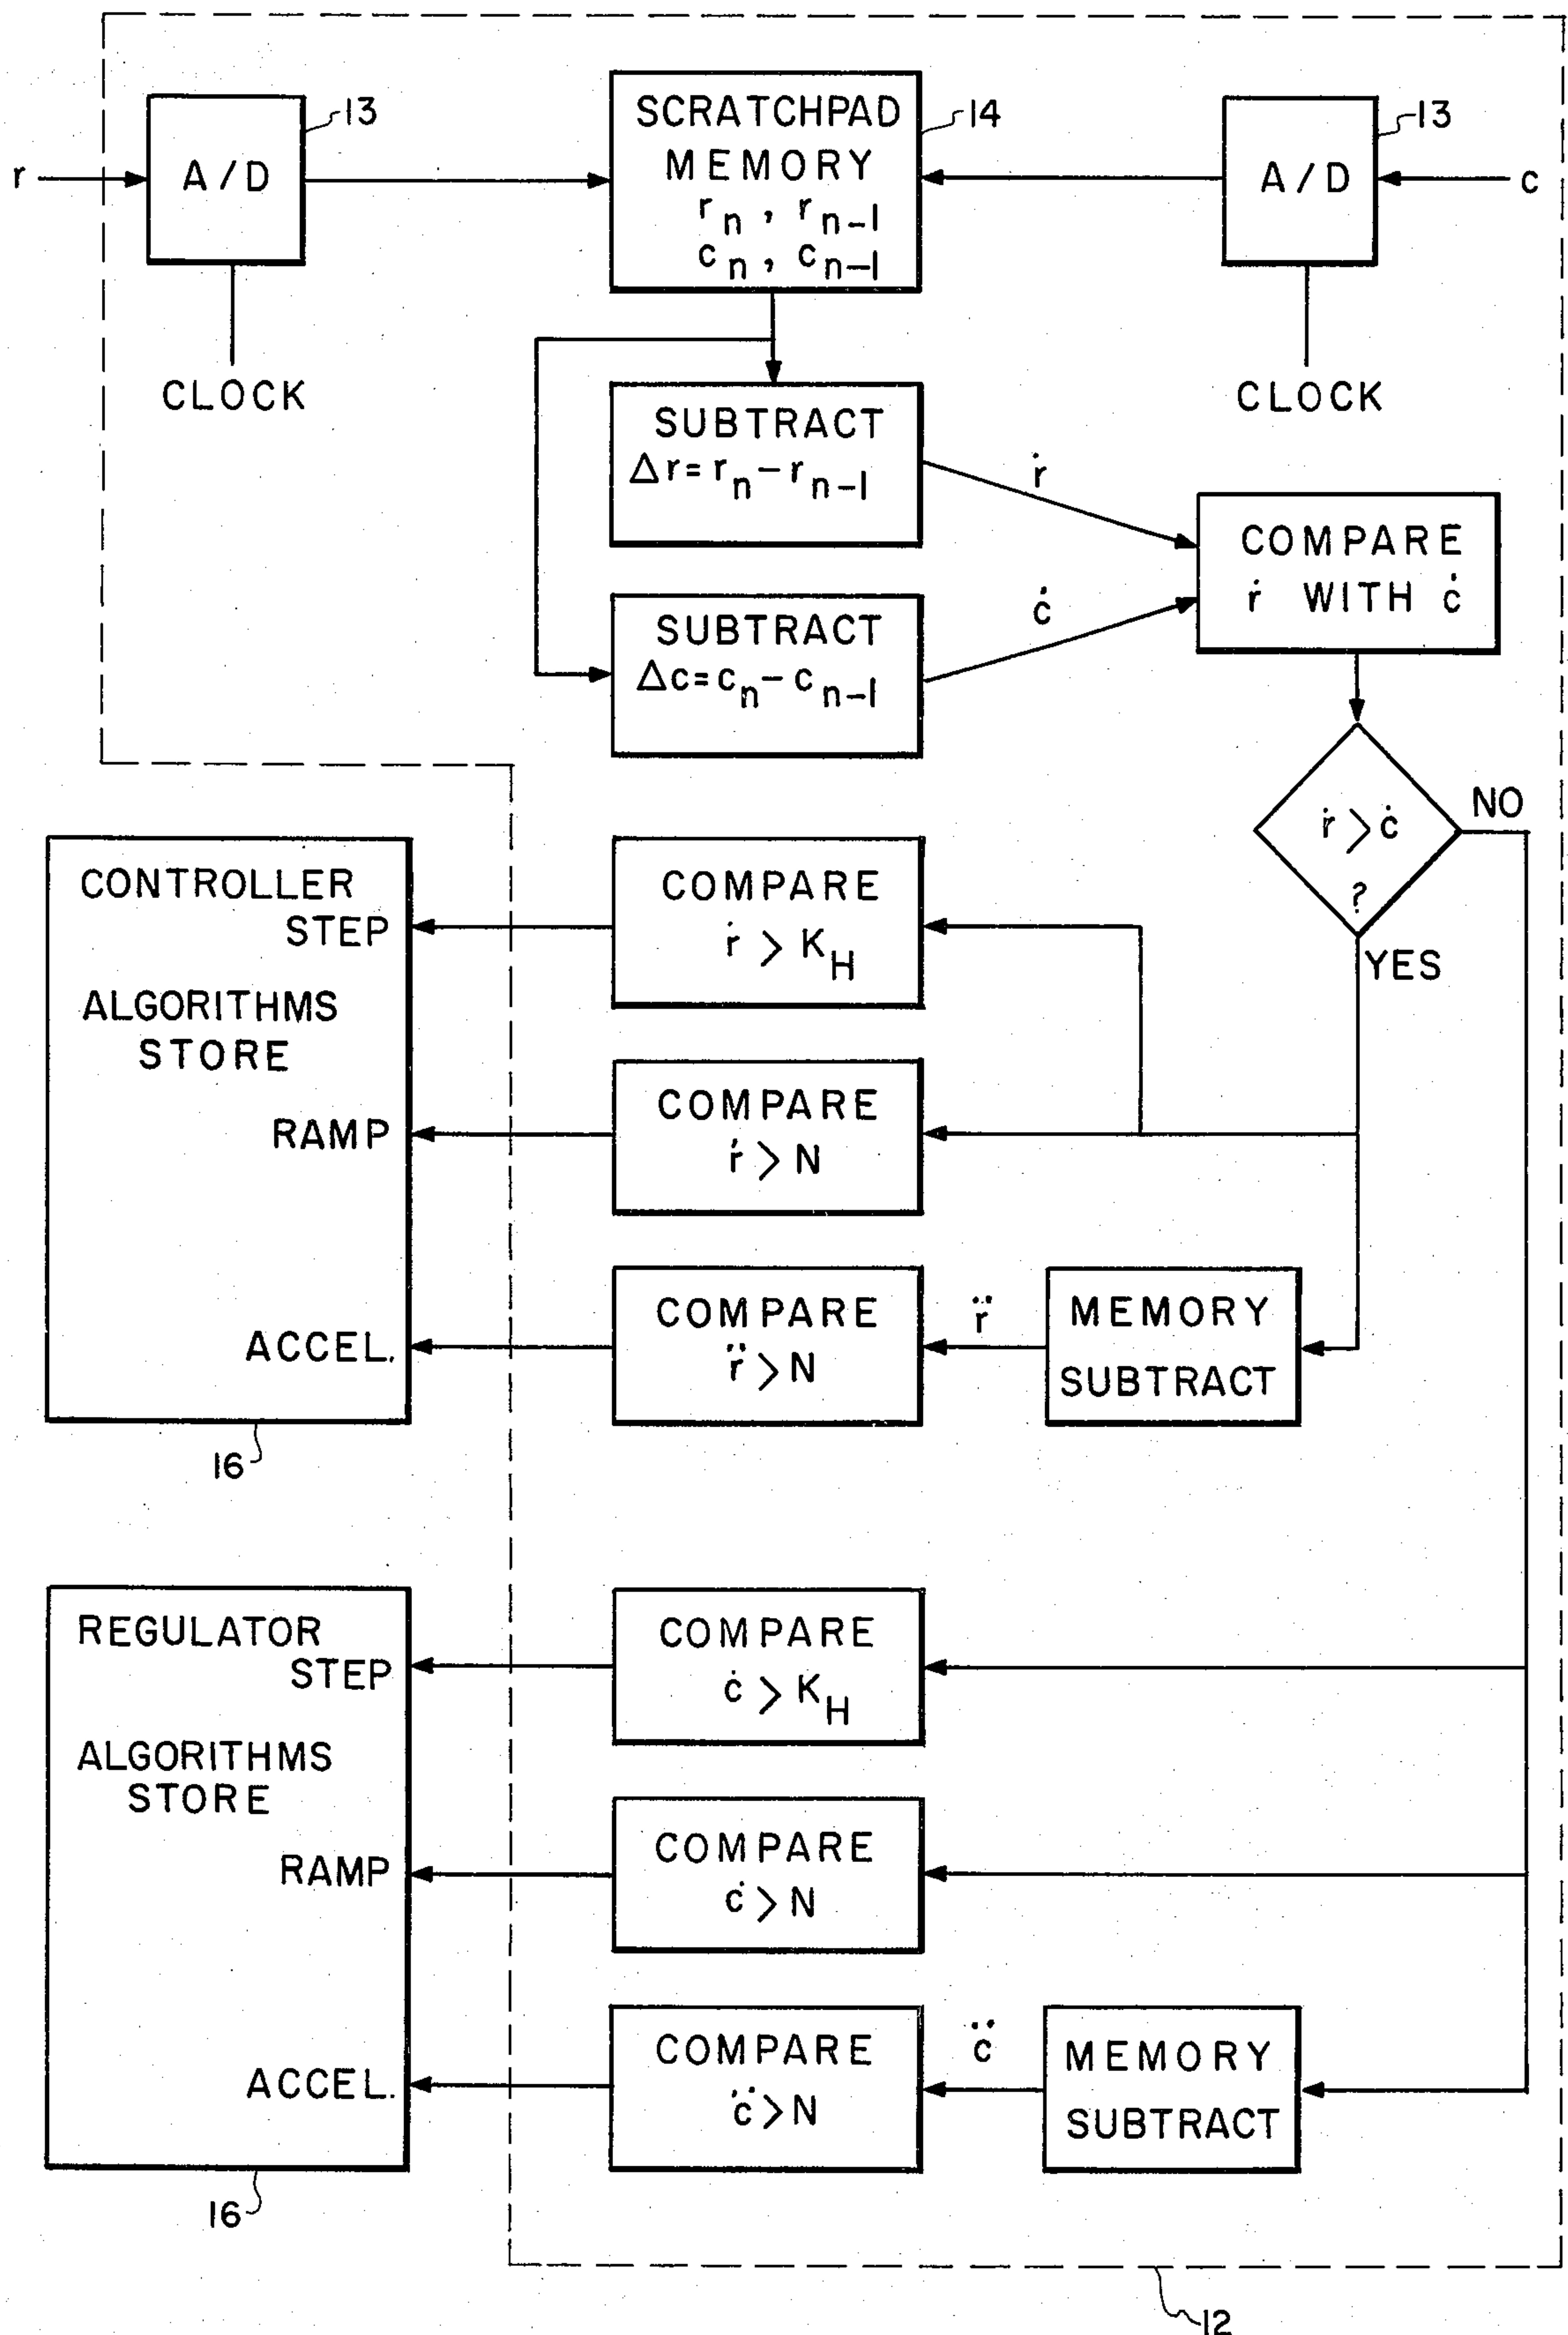 r
A/D
13
SCRATCHPAD
MEMORY
rₙ , rₙ₋₁
cₙ , cₙ₋₁
14
A/D
13
c
CLOCK
CLOCK
SUBTRACT
Δr=rₙ−rₙ₋₁
ṙ
SUBTRACT
Δc=cₙ−cₙ₋₁
ċ
COMPARE
ṙ WITH ċ
ṙ > ċ
?
NO
YES
CONTROLLER
STEP
ALGORITHMS
STORE
RAMP
ACCEL.
16
COMPARE
ṙ > K_H
COMPARE
ṙ > N
COMPARE
r̈ > N
r̈
MEMORY
SUBTRACT
REGULATOR
STEP
ALGORITHMS
STORE
RAMP
ACCEL.
16
COMPARE
ċ > K_H
COMPARE
ċ > N
COMPARE
c̈ > N
c̈
MEMORY
SUBTRACT
12